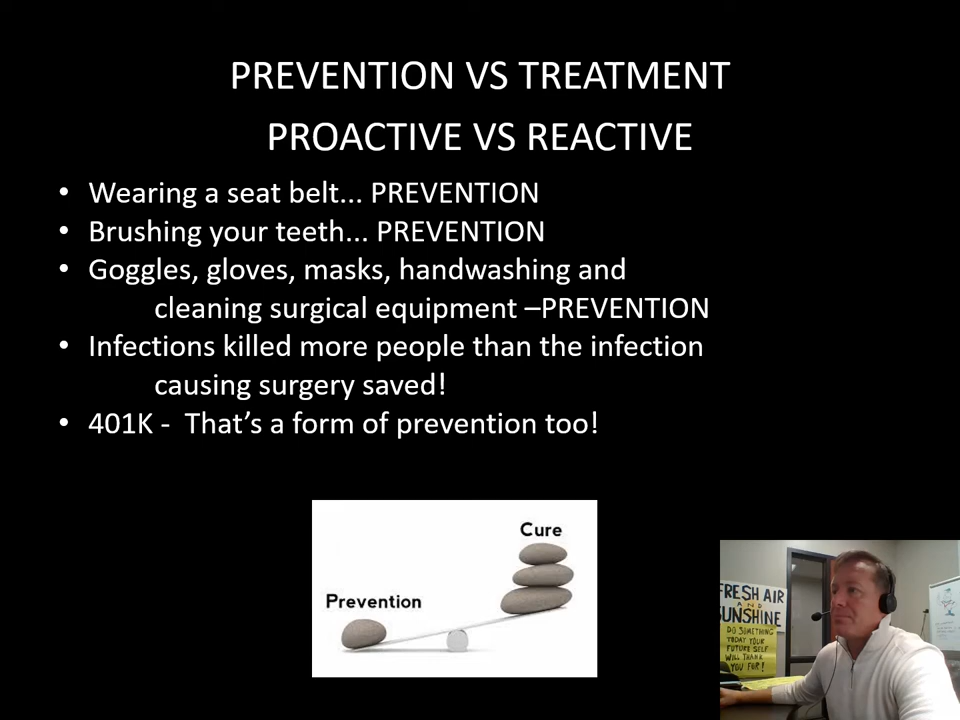 PREVENTION VS TREATMENT
PROACTIVE VS REACTIVE
• Wearing a seat belt... PREVENTION
• Brushing your teeth... PREVENTION
• Goggles, gloves, masks, handwashing and
cleaning surgical equipment –PREVENTION
• Infections killed more people than the infection
causing surgery saved!
• 401K - That’s a form of prevention too!
Cure
Prevention
FRESH AIR
AND
SUNSHINE
DO SOMETHING
TODAY YOUR
FUTURE SELF
WILL THANK
YOU FOR!